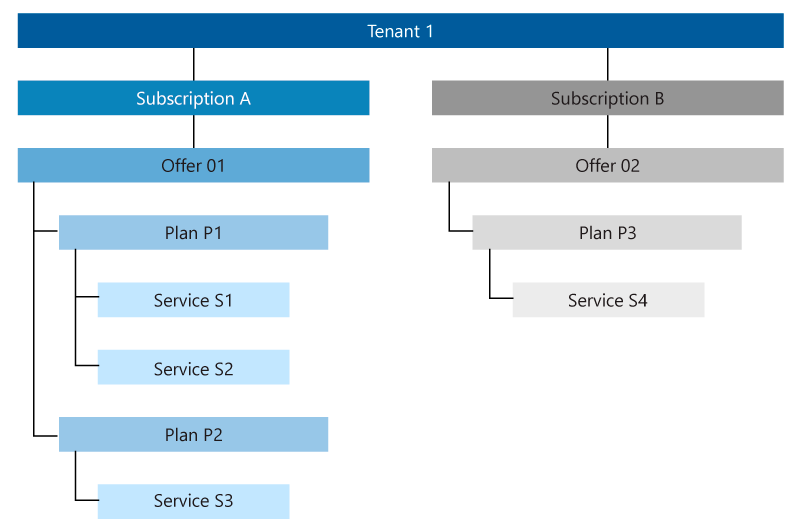 Tenant 1
Subscription A
Subscription B
Offer 01
Offer 02
Plan P1
Plan P3
Service S1
Service S4
Service S2
Plan P2
Service S3